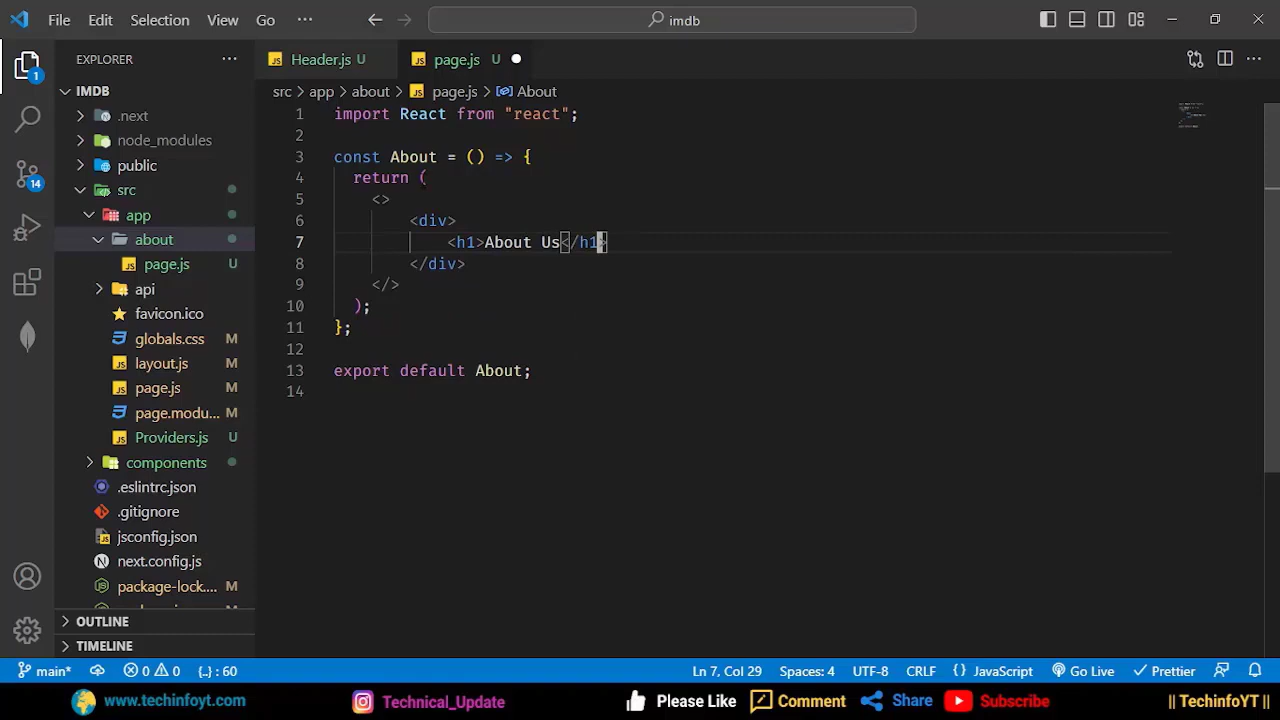 File Edit Selection View Go ··· imdb
EXPLORER ···
Header.js U page.js U
IMDB
src > app > about > page.js > About
.next
node_modules
public
src
app
about
page.js U
api
favicon.ico
globals.css M
layout.js M
page.js M
page.modu... M
Providers.js U
components
.eslintrc.json
.gitignore
jsconfig.json
next.config.js
package-lock.... M
OUTLINE
TIMELINE
1
14
1 import React from "react";
2
3 const About = () => {
4 return (
5 <>
6 <div>
7 <h1>About Us</h1>
8 </div>
9 </>
10 );
11 };
12
13 export default About;
14
main* 0 0 {..} : 60 Ln 7, Col 29 Spaces: 4 UTF-8 CRLF {} JavaScript Go Live Prettier
www.techinfoyt.com Technical_Update Please Like Comment Share Subscribe || TechinfoYT ||